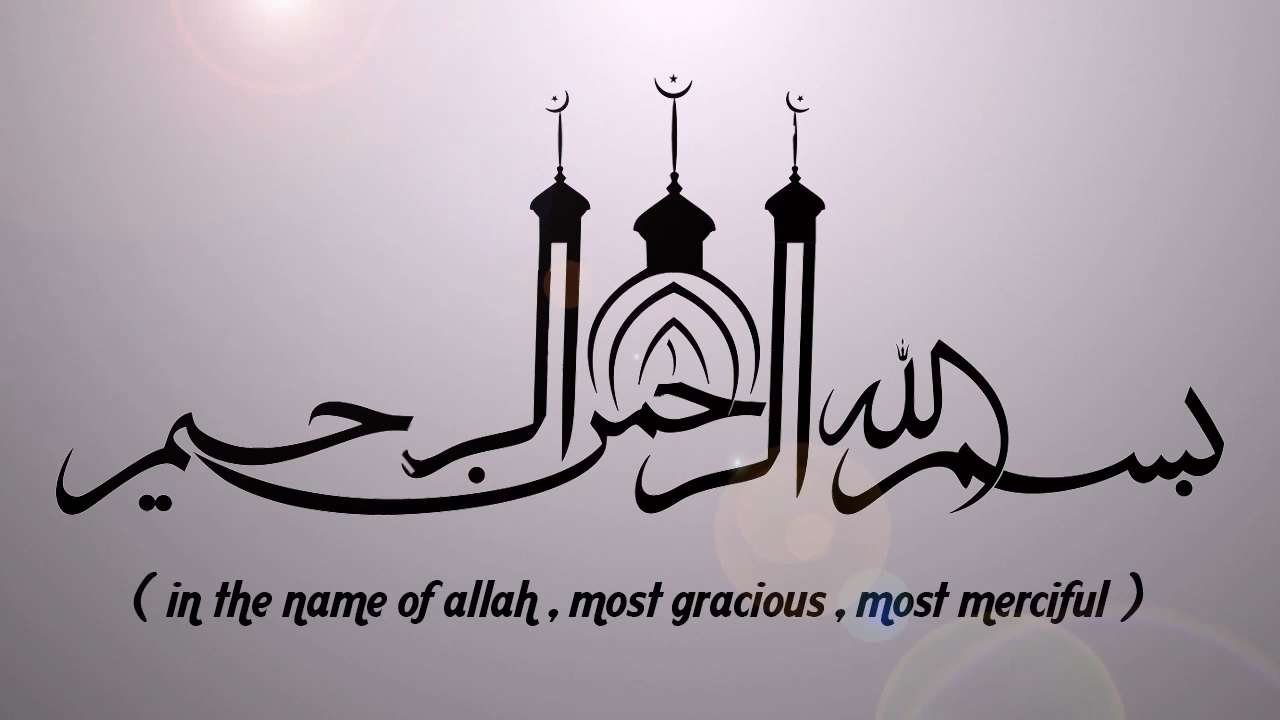 بسم الله الرحمن الرحيم
( in the name of allah , most gracious , most merciful )